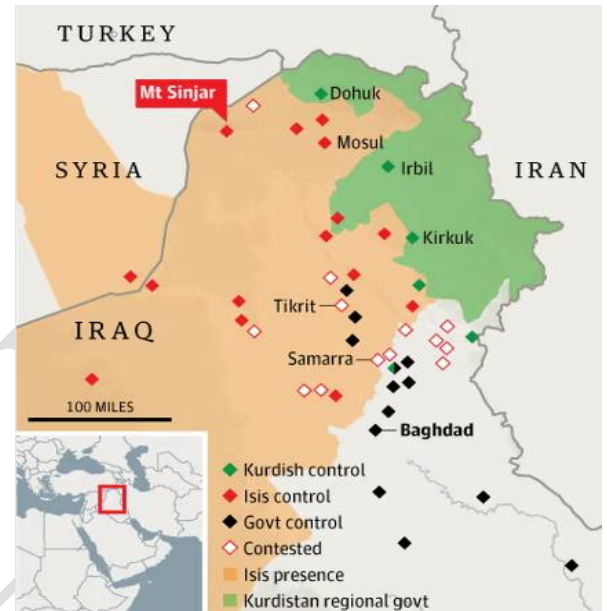 TURKEY
Mt Sinjar
Dohuk
Mosul
SYRIA
IRAN
Irbil
Kirkuk
Tikrit
IRAQ
Samarra
100 MILES
Baghdad
Kurdish control
Isis control
Govt control
Contested
Isis presence
Kurdistan regional govt